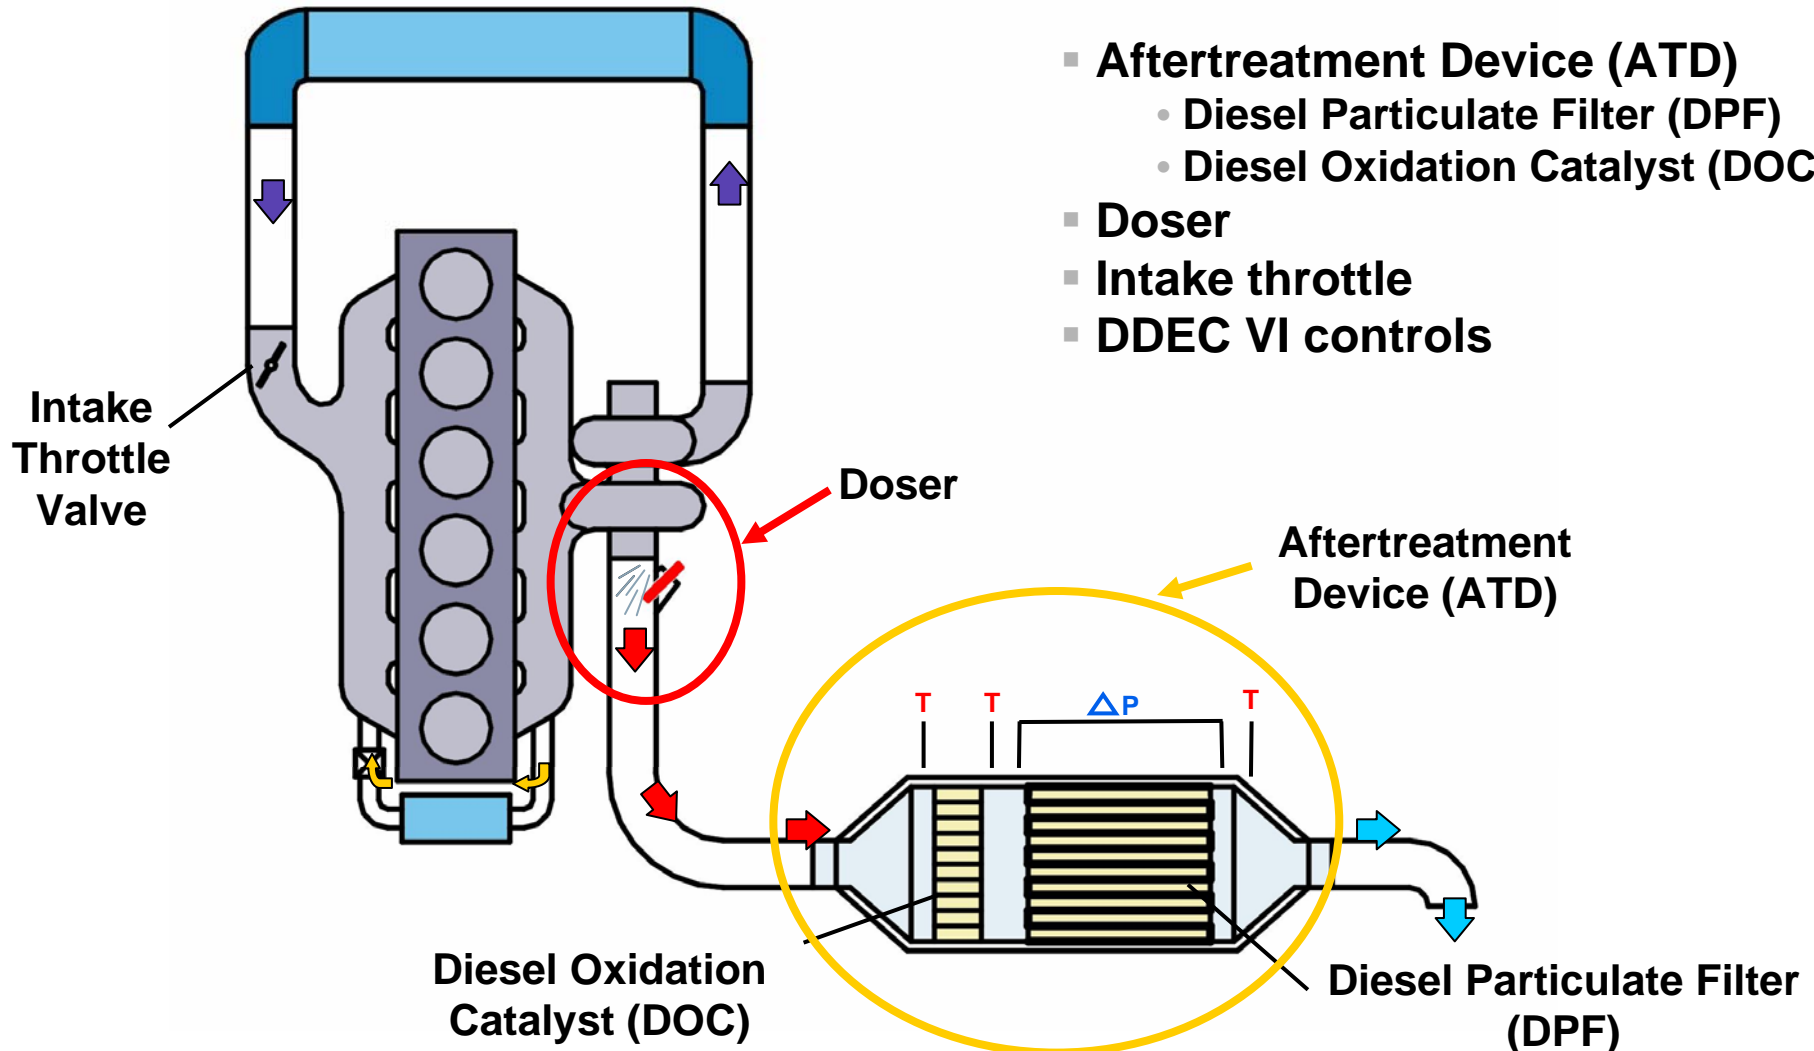 Aftertreatment Device (ATD)
Diesel Particulate Filter (DPF)
Diesel Oxidation Catalyst (DOC
Doser
Intake throttle
DDEC VI controls
Intake
Throttle
Valve
Doser
Aftertreatment
Device (ATD)
T
T
△P
T
Diesel Oxidation
Catalyst (DOC)
Diesel Particulate Filter
(DPF)